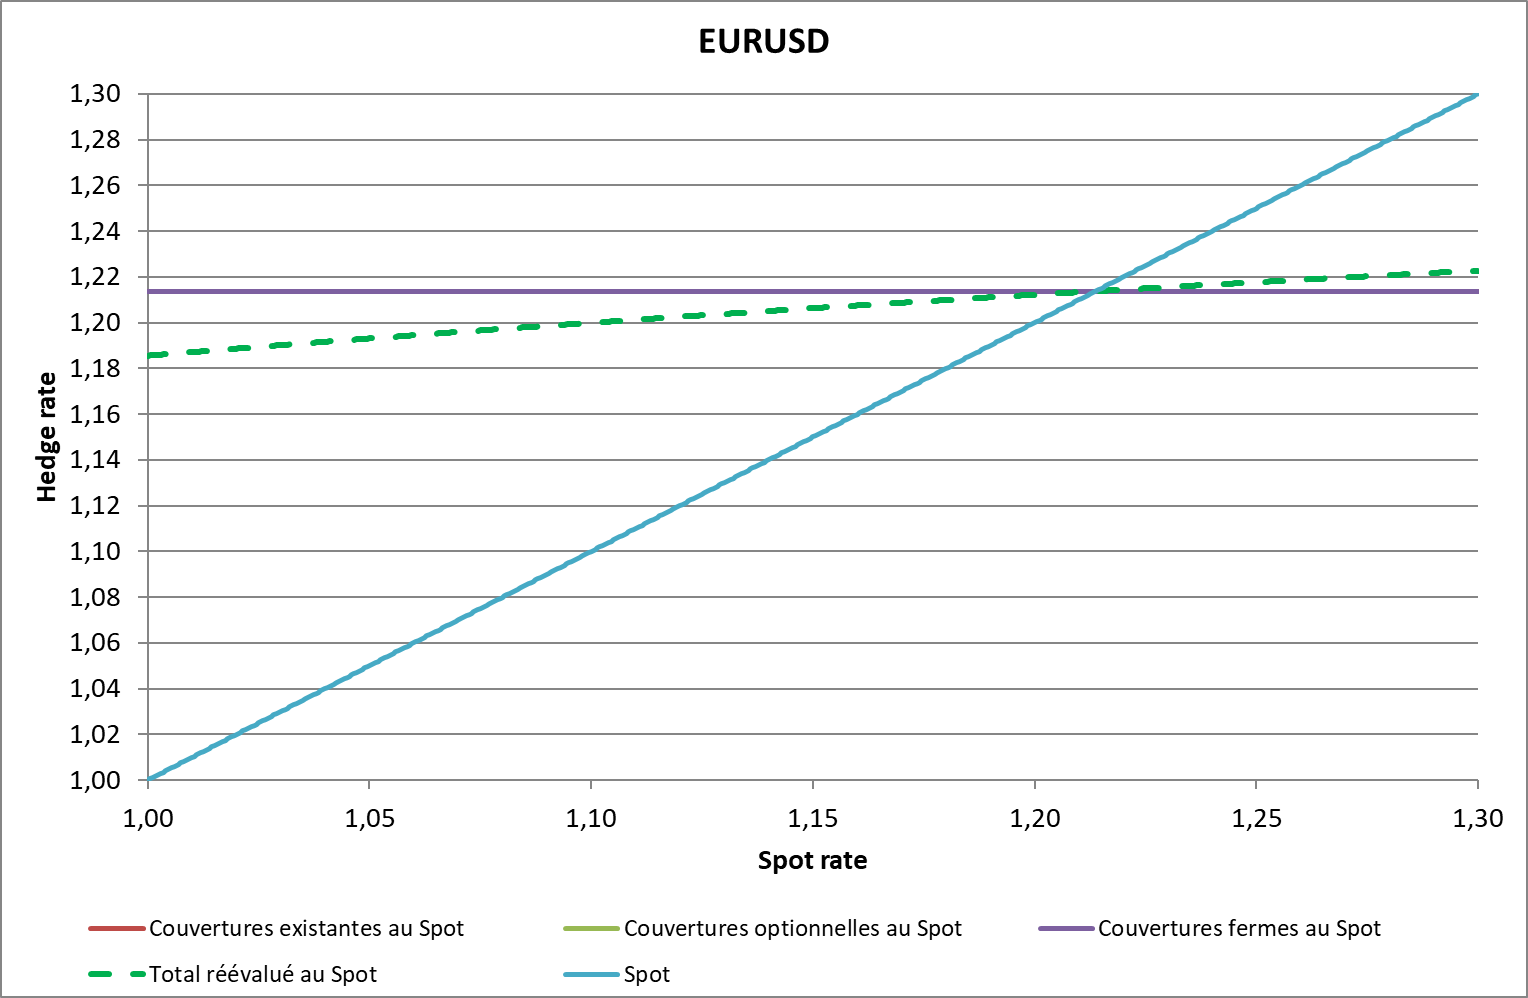 EURUSD
1,30
1,28
1,26
1,24
1,22
1,20
1,18
1,16
1,14
1,12
1,10
1,08
1,06
1,04
1,02
1,00
Hedge rate
1,00 1,05 1,10 1,15 1,20 1,25 1,30
Spot rate
Couvertures existantes au Spot Couvertures optionnelles au Spot Couvertures fermes au Spot
Total réévalué au Spot Spot